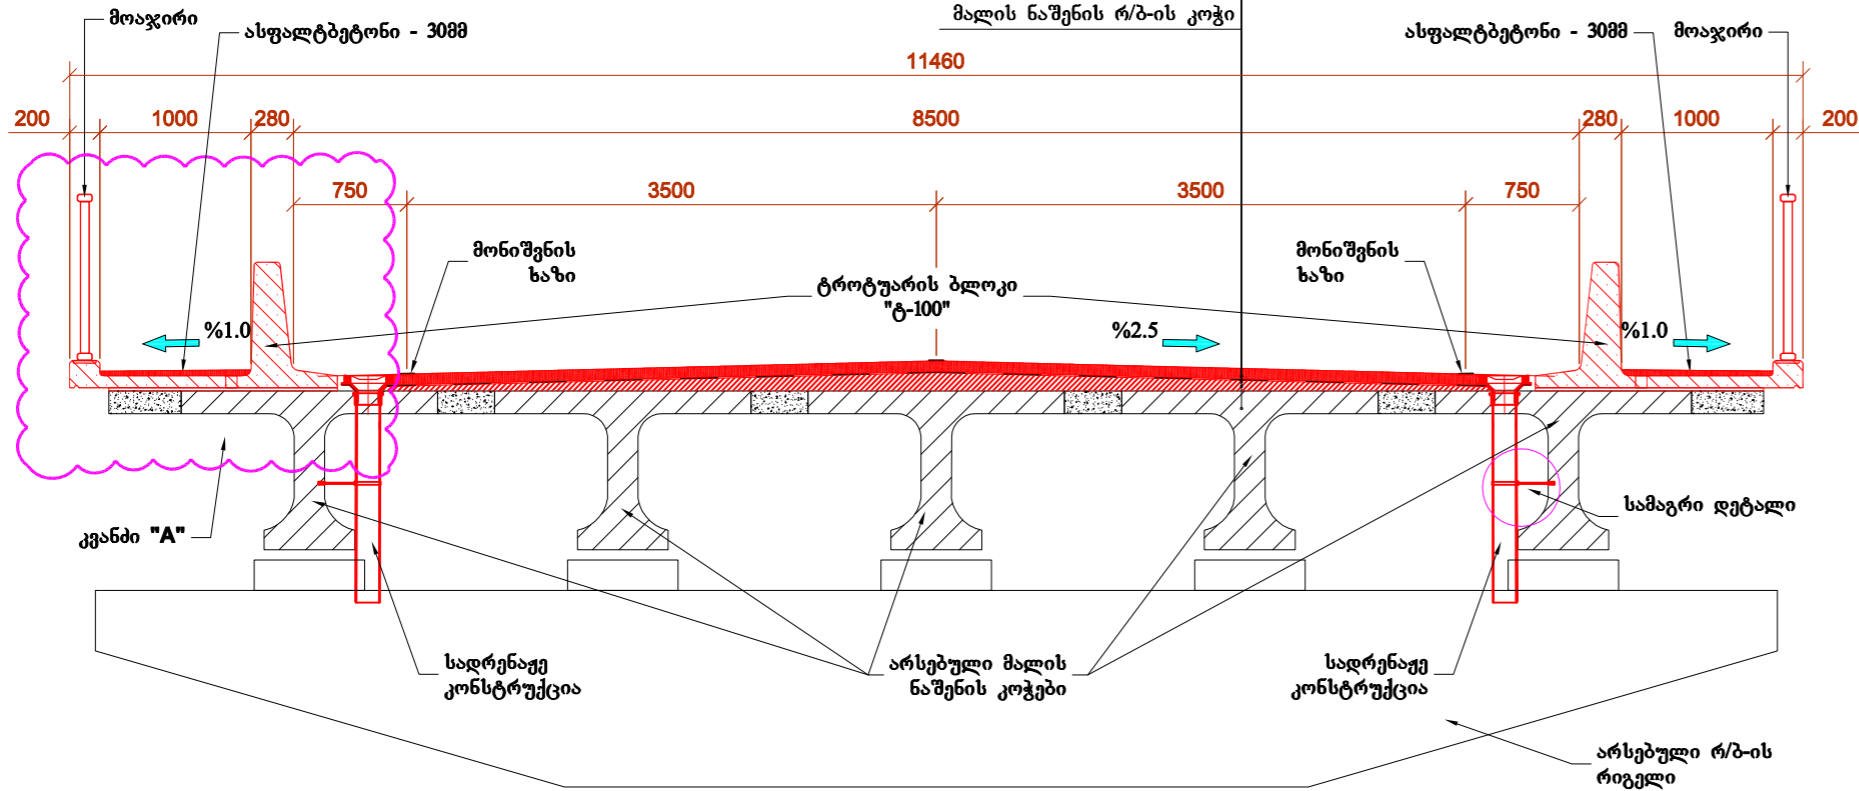 მალის ნაშენის რ/ბ-ის კოჭი
მოაჯირი
ასფალტბეტონი - 30მმ
ასფალტბეტონი - 30მმ
მოაჯირი
11460
200
1000
280
8500
280
1000
200
750
3500
3500
750
მონიშვნის
ხაზი
მონიშვნის
ხაზი
ტროტუარის ბლოკი
"ტ-100"
%1.0
%2.5
%1.0
კვანძი "A"
სამაგრი დეტალი
სადრენაჟე
კონსტრუქცია
არსებული მალის
ნაშენის კოჭები
სადრენაჟე
კონსტრუქცია
არსებული რ/ბ-ის
რიგელი